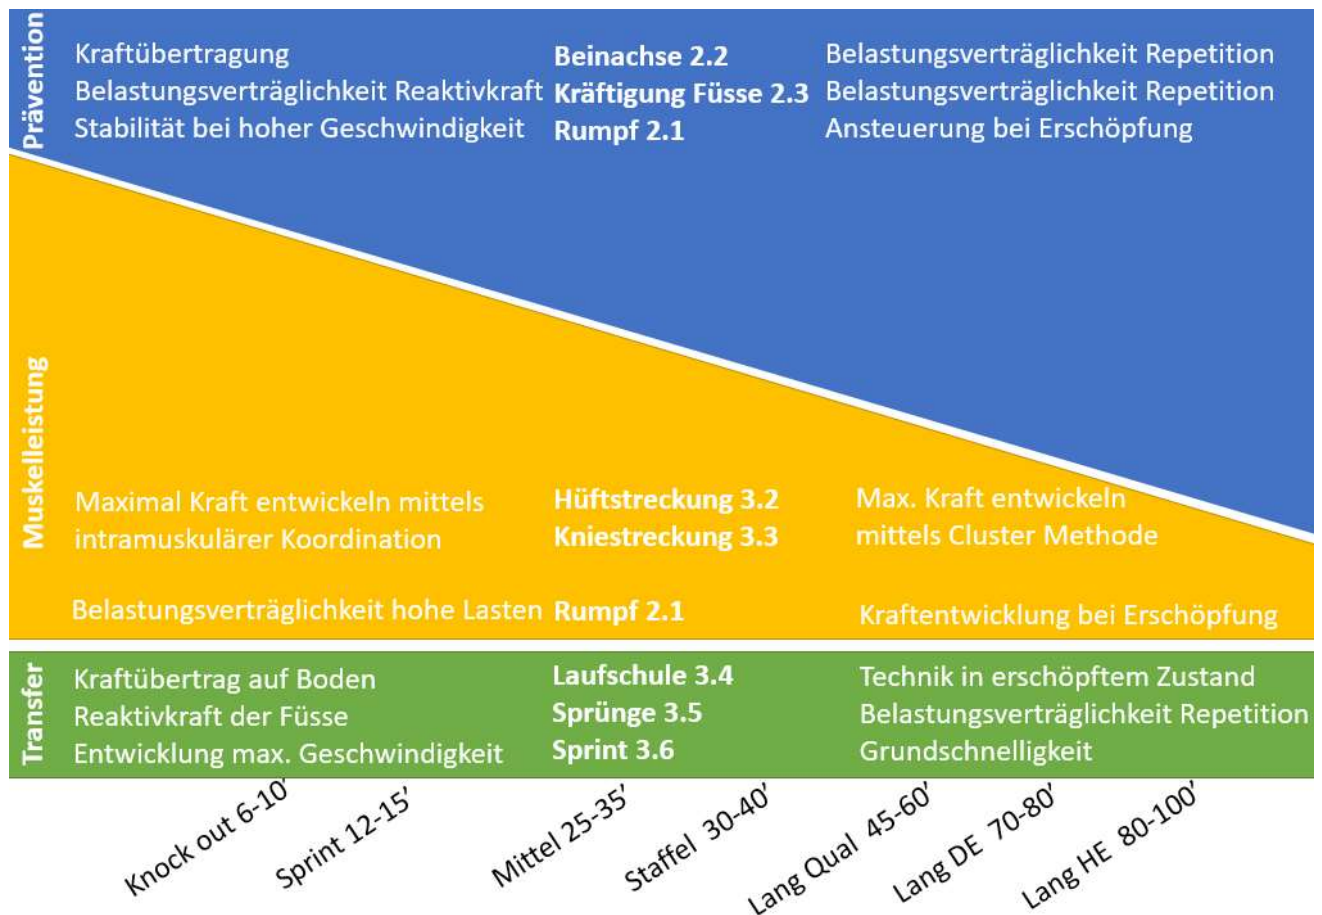 Prävention
Kraftübertragung Beinachse 2.2 Belastungsverträglichkeit Repetition
Belastungsverträglichkeit Reaktivkraft Kräftigung Füsse 2.3 Belastungsverträglichkeit Repetition
Stabilität bei hoher Geschwindigkeit Rumpf 2.1 Ansteuerung bei Erschöpfung
Muskelleistung
Maximal Kraft entwickeln mittels Hüftstreckung 3.2 Max. Kraft entwickeln
intramuskulärer Koordination Kniestreckung 3.3 mittels Cluster Methode
Belastungsverträglichkeit hohe Lasten Rumpf 2.1 Kraftentwicklung bei Erschöpfung
Transfer
Kraftübertrag auf Boden Laufschule 3.4 Technik in erschöpftem Zustand
Reaktivkraft der Füsse Sprünge 3.5 Belastungsverträglichkeit Repetition
Entwicklung max. Geschwindigkeit Sprint 3.6 Grundschnelligkeit
Knock out 6-10'
Sprint 12-15'
Mittel 25-35'
Staffel 30-40'
Lang Qual 45-60'
Lang DE 70-80'
Lang HE 80-100'